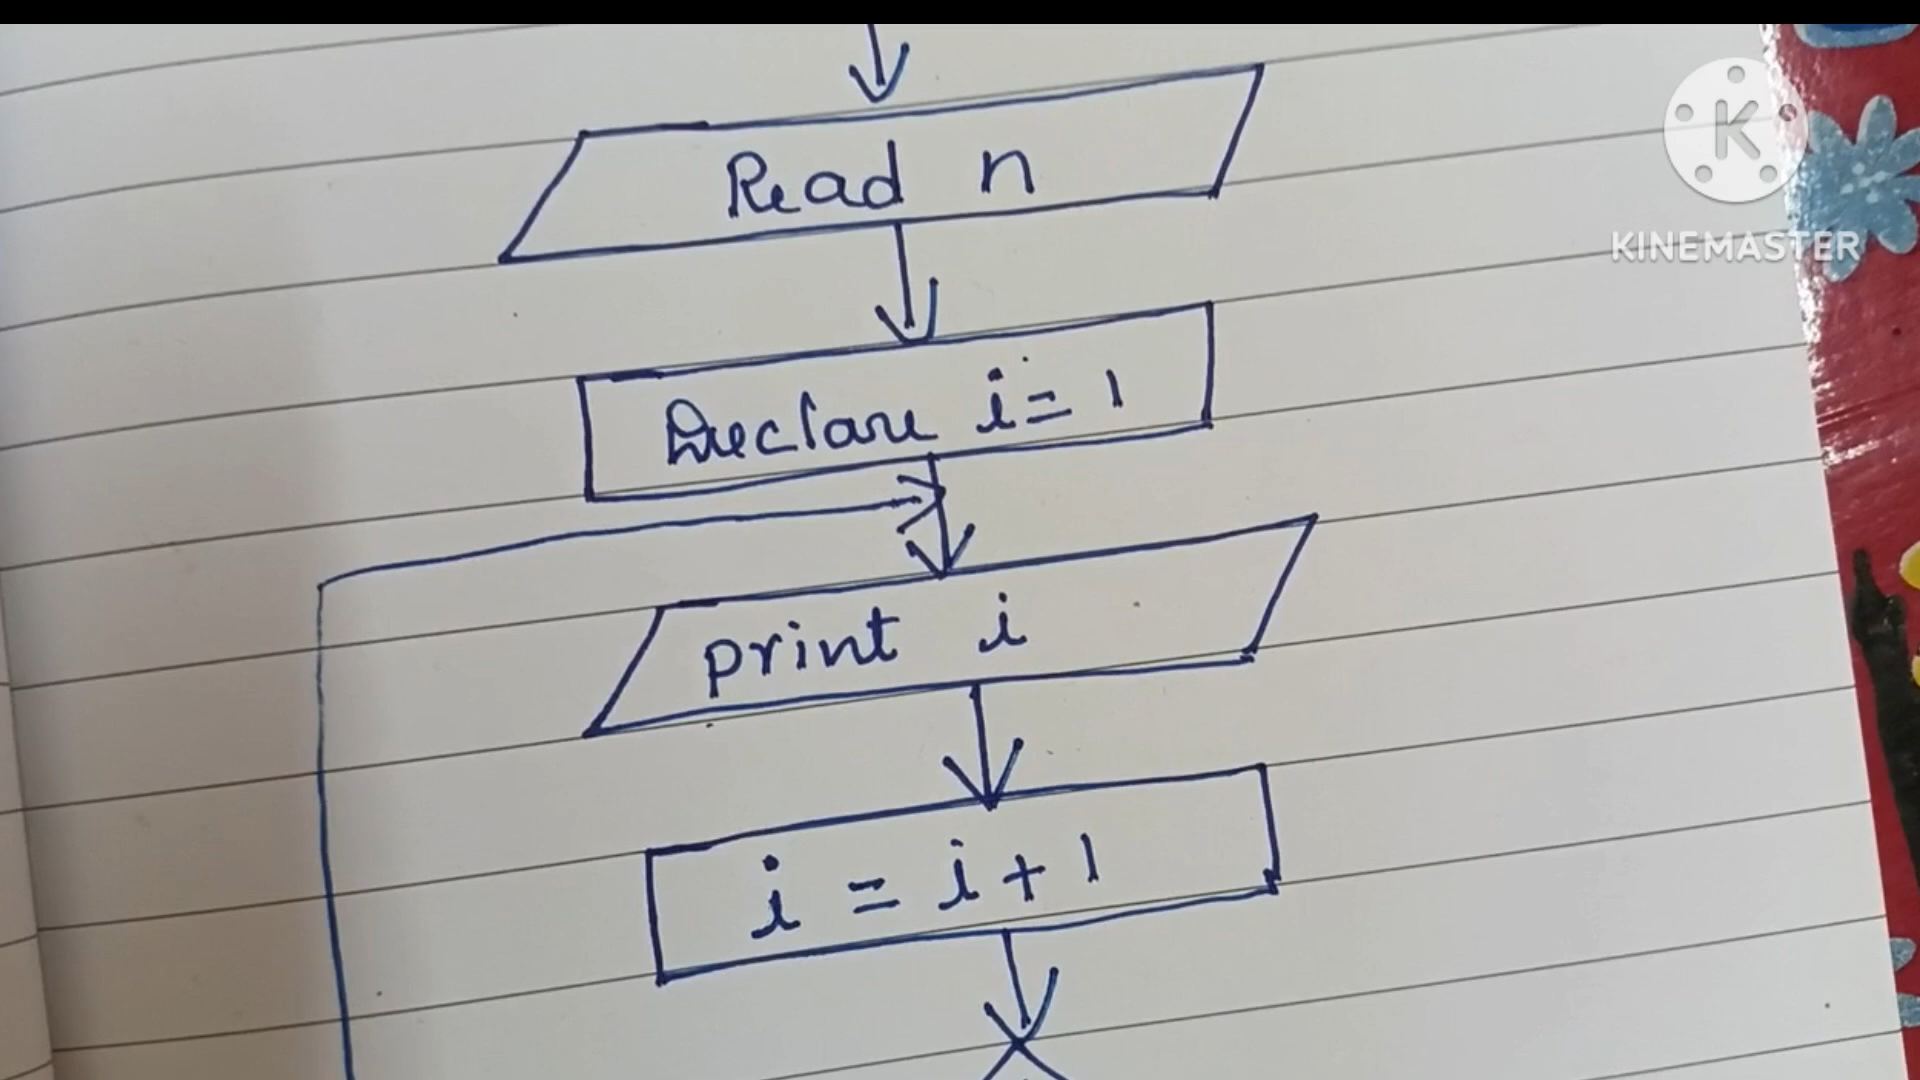 Read n
K
KINEMASTER
Declare i = 1
print i
i = i + 1